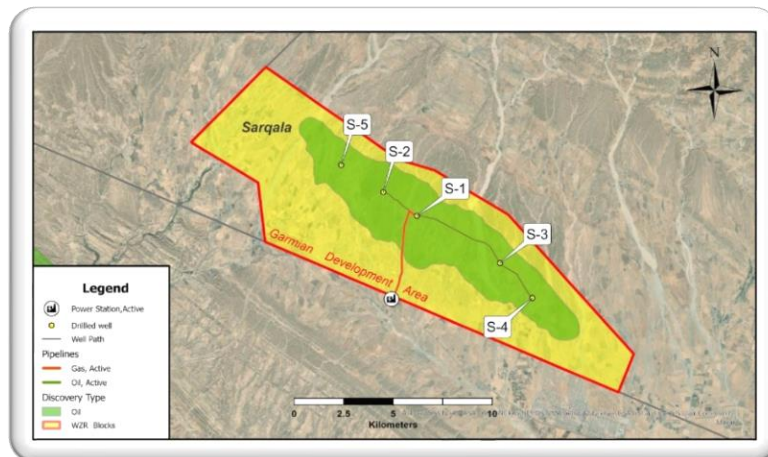 N
Sarqala
S-5
S-2
S-1
S-3
S-4
Garmian Development Area
Legend
Power Station,Active
Drilled well
Well Path
Pipelines
Gas, Active
Oil, Active
Discovery Type
Oil
WZR Blocks
0 2.5 5 10
Kilometers